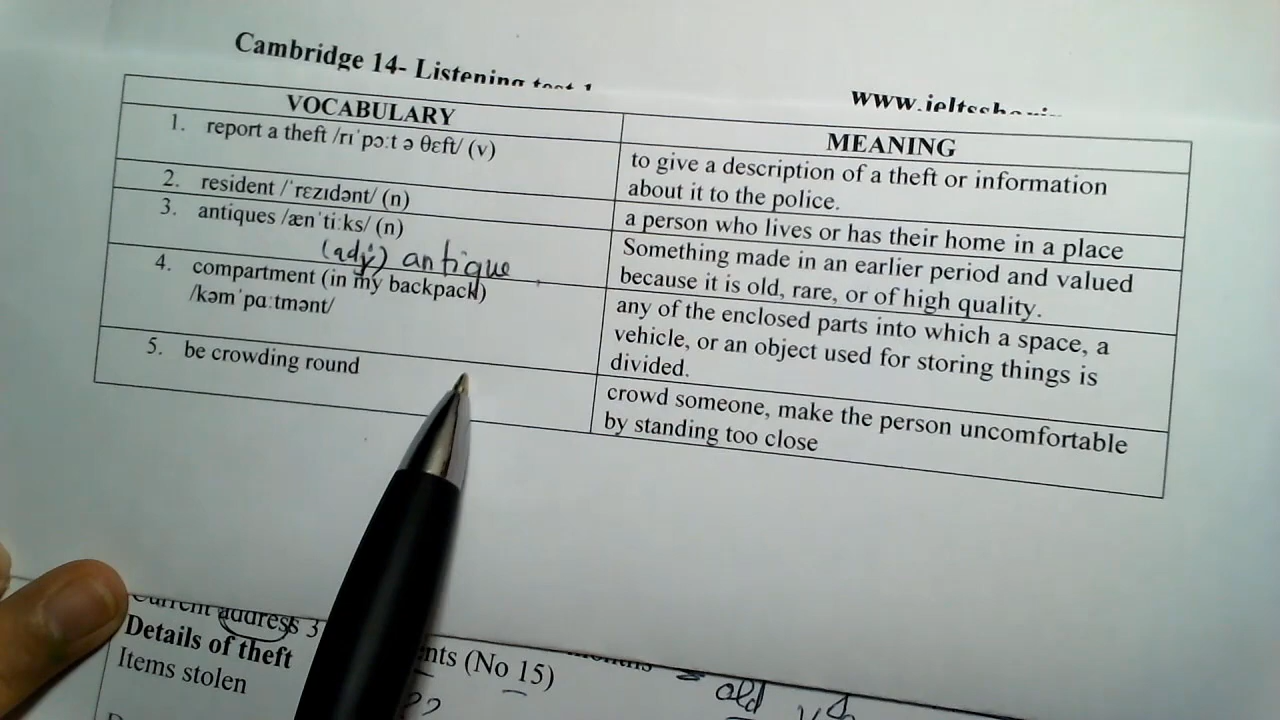 Cambridge 14- Listening test 1
VOCABULARY
MEANING
1. report a theft /rɪˈpɔːt ə θɛft/ (v)
to give a description of a theft or information
about it to the police.
2. resident /ˈrɛzɪdənt/ (n)
a person who lives or has their home in a place
3. antiques /ænˈtiːks/ (n)
(adj) antique
Something made in an earlier period and valued
because it is old, rare, or of high quality.
4. compartment (in my backpack)
/kəmˈpɑːtmənt/
any of the enclosed parts into which a space, a
vehicle, or an object used for storing things is
divided.
5. be crowding round
crowd someone, make the person uncomfortable
by standing too close
Current address 3
Details of theft
Items stolen
(No 15)
= old
??